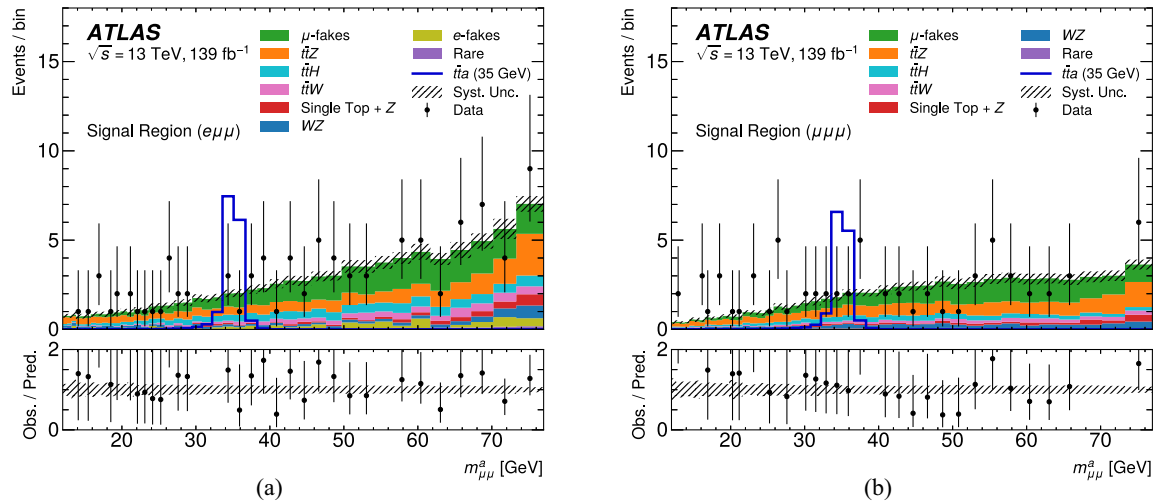 ATLAS
√s = 13 TeV, 139 fb⁻¹
Signal Region (eμμ)
μ-fakes
tt̄Z
tt̄H
tt̄W
Single Top + Z
WZ
e-fakes
Rare
tt̄a (35 GeV)
Syst. Unc.
Data
Events / bin
15
10
5
0
Obs. / Pred.
2
1
0
20 30 40 50 60 70
m^a_μμ [GeV]
(a)
ATLAS
√s = 13 TeV, 139 fb⁻¹
Signal Region (μμμ)
μ-fakes
tt̄Z
tt̄H
tt̄W
Single Top + Z
WZ
Rare
tt̄a (35 GeV)
Syst. Unc.
Data
Events / bin
15
10
5
0
Obs. / Pred.
2
1
0
20 30 40 50 60 70
m^a_μμ [GeV]
(b)